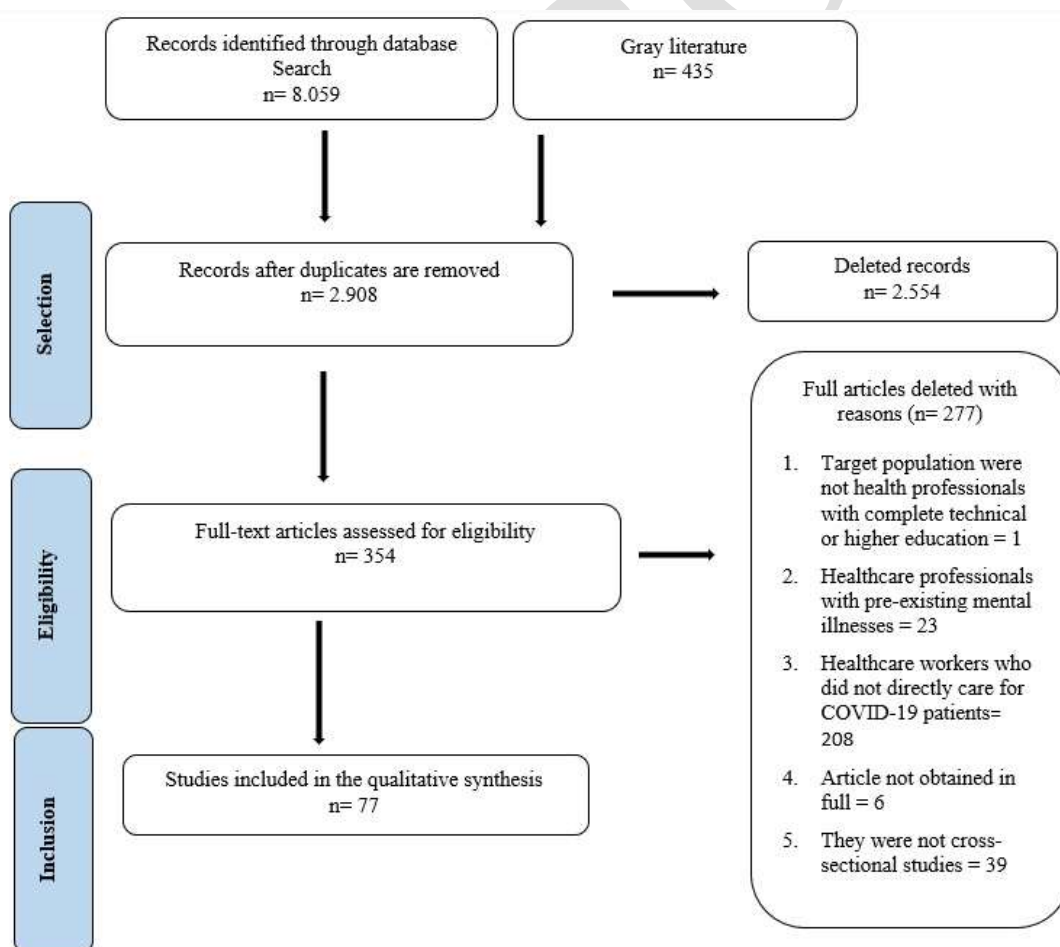 Records identified through database
Search
n= 8.059
Gray literature
n= 435
Selection
Records after duplicates are removed
n= 2.908
Deleted records
n= 2.554
Eligibility
Full-text articles assessed for eligibility
n= 354
Full articles deleted with
reasons (n= 277)
1. Target population were
not health professionals
with complete technical
or higher education = 1
2. Healthcare professionals
with pre-existing mental
illnesses = 23
3. Healthcare workers who
did not directly care for
COVID-19 patients=
208
4. Article not obtained in
full = 6
5. They were not cross-
sectional studies = 39
Inclusion
Studies included in the qualitative synthesis
n= 77